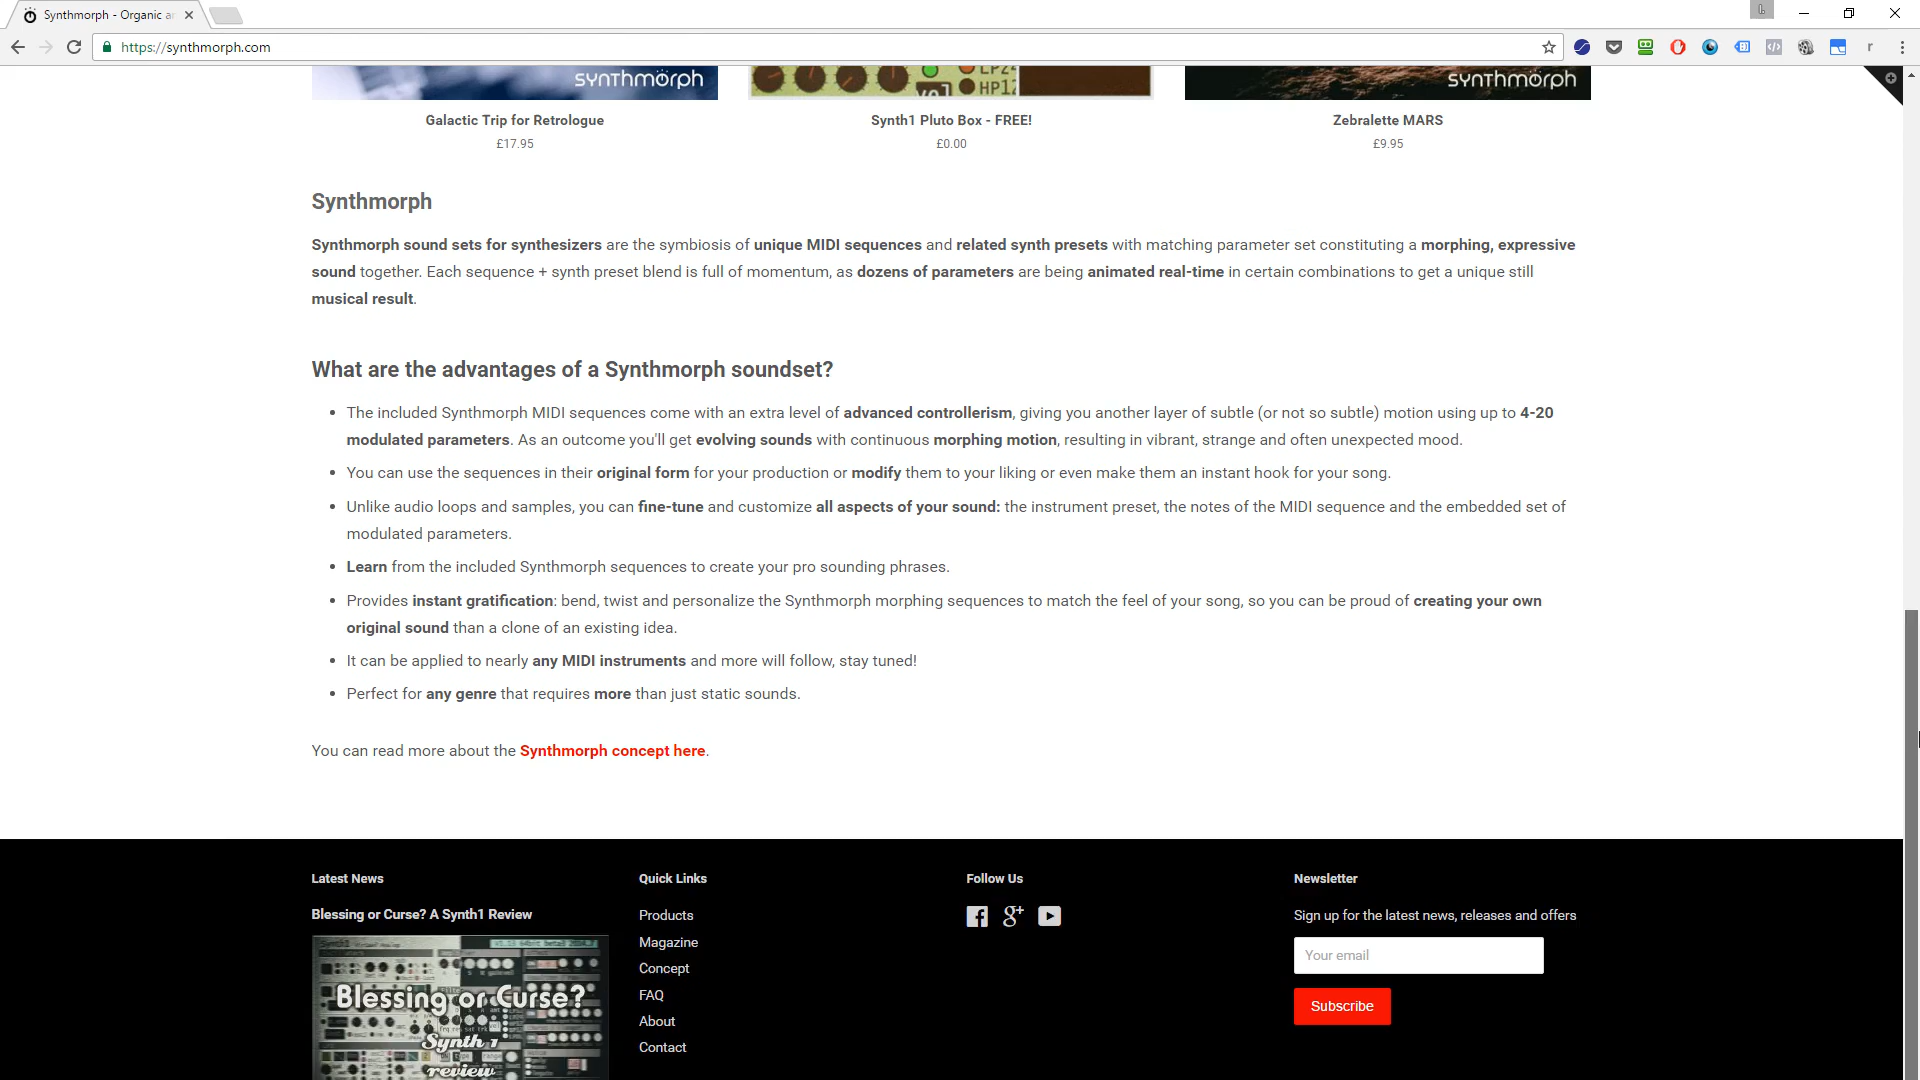 Synthmorph - Organic a
https://synthmorph.com
synthmörph
LP24
vol
HP12
synthmörph
Galactic Trip for Retrologue
Synth1 Pluto Box - FREE!
Zebralette MARS
£17.95
£0.00
£9.95
Synthmorph
Synthmorph sound sets for synthesizers are the symbiosis of unique MIDI sequences and related synth presets with matching parameter set constituting a morphing, expressive
sound together. Each sequence + synth preset blend is full of momentum, as dozens of parameters are being animated real-time in certain combinations to get a unique still
musical result.
What are the advantages of a Synthmorph soundset?
• The included Synthmorph MIDI sequences come with an extra level of advanced controllerism, giving you another layer of subtle (or not so subtle) motion using up to 4-20
modulated parameters. As an outcome you'll get evolving sounds with continuous morphing motion, resulting in vibrant, strange and often unexpected mood.
• You can use the sequences in their original form for your production or modify them to your liking or even make them an instant hook for your song.
• Unlike audio loops and samples, you can fine-tune and customize all aspects of your sound: the instrument preset, the notes of the MIDI sequence and the embedded set of
modulated parameters.
• Learn from the included Synthmorph sequences to create your pro sounding phrases.
• Provides instant gratification: bend, twist and personalize the Synthmorph morphing sequences to match the feel of your song, so you can be proud of creating your own
original sound than a clone of an existing idea.
• It can be applied to nearly any MIDI instruments and more will follow, stay tuned!
• Perfect for any genre that requires more than just static sounds.
You can read more about the Synthmorph concept here.
Latest News
Blessing or Curse? A Synth1 Review
Blessing or Curse?
Synth 1
review
Quick Links
Products
Magazine
Concept
FAQ
About
Contact
Follow Us
Newsletter
Sign up for the latest news, releases and offers
Your email
Subscribe